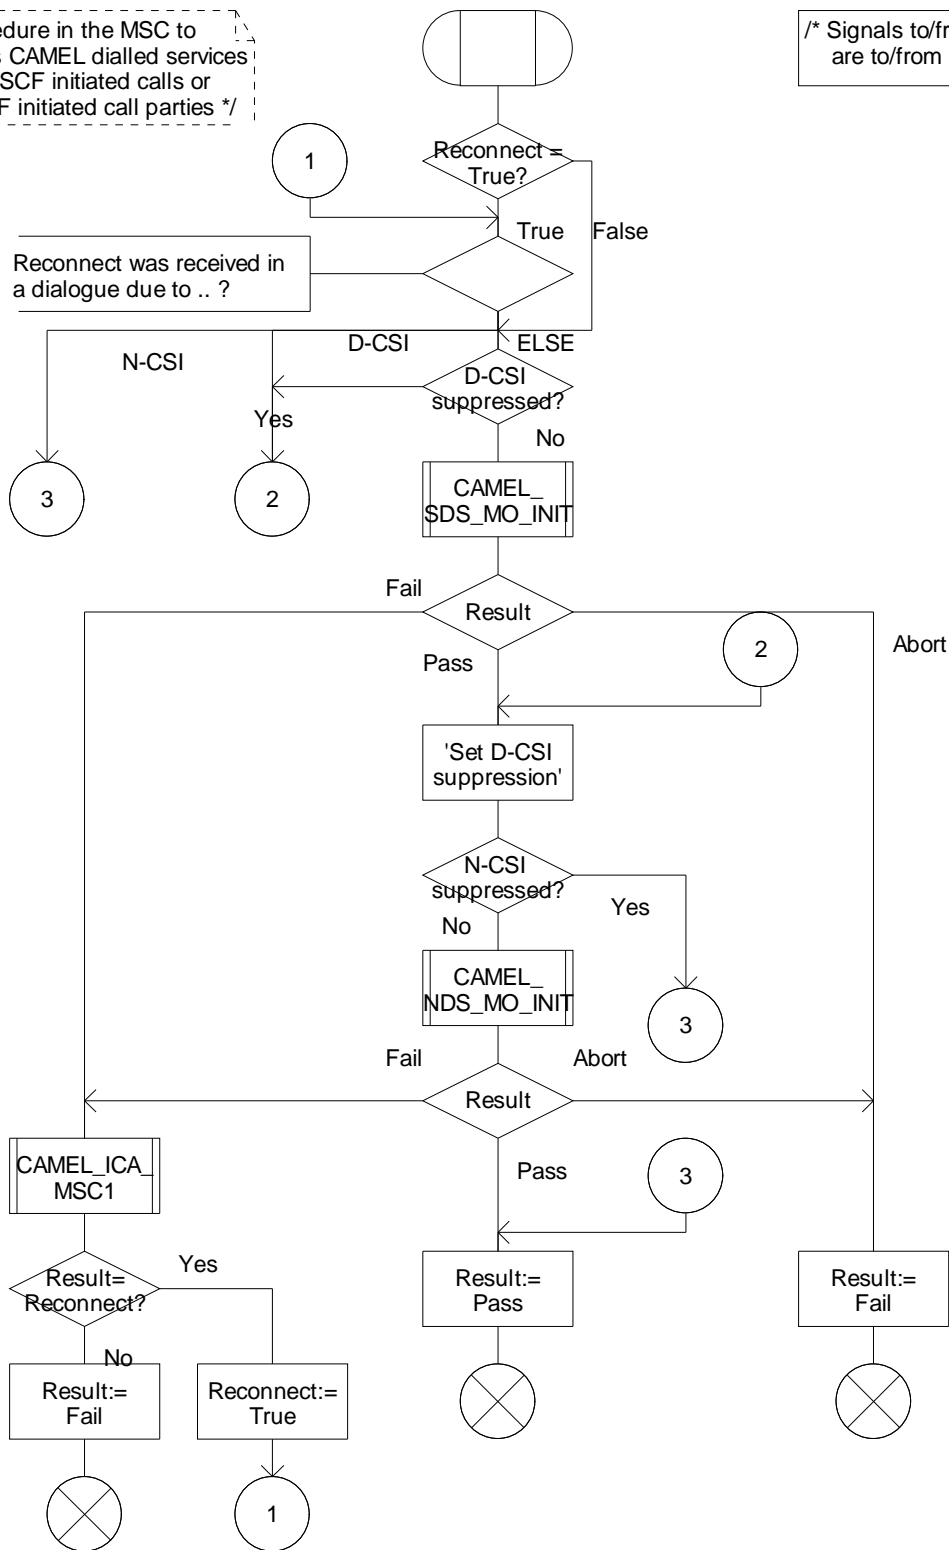 edure in the MSC to
s CAMEL dialled services
SCF initiated calls or
F initiated call parties */
/* Signals to/fr
are to/from
Reconnect =
True?
1
True
False
Reconnect was received in
a dialogue due to .. ?
N-CSI
D-CSI
ELSE
D-CSI
suppressed?
Yes
No
3
2
CAMEL_
SDS_MO_INIT
Fail
Result
Abort
Pass
2
'Set D-CSI
suppression'
N-CSI
suppressed?
Yes
No
CAMEL_
NDS_MO_INIT
3
Fail
Abort
Result
CAMEL_ICA_
MSC1
Pass
3
Result=
Reconnect?
Yes
Result:=
Pass
Result:=
Fail
No
Result:=
Fail
Reconnect:=
True
1